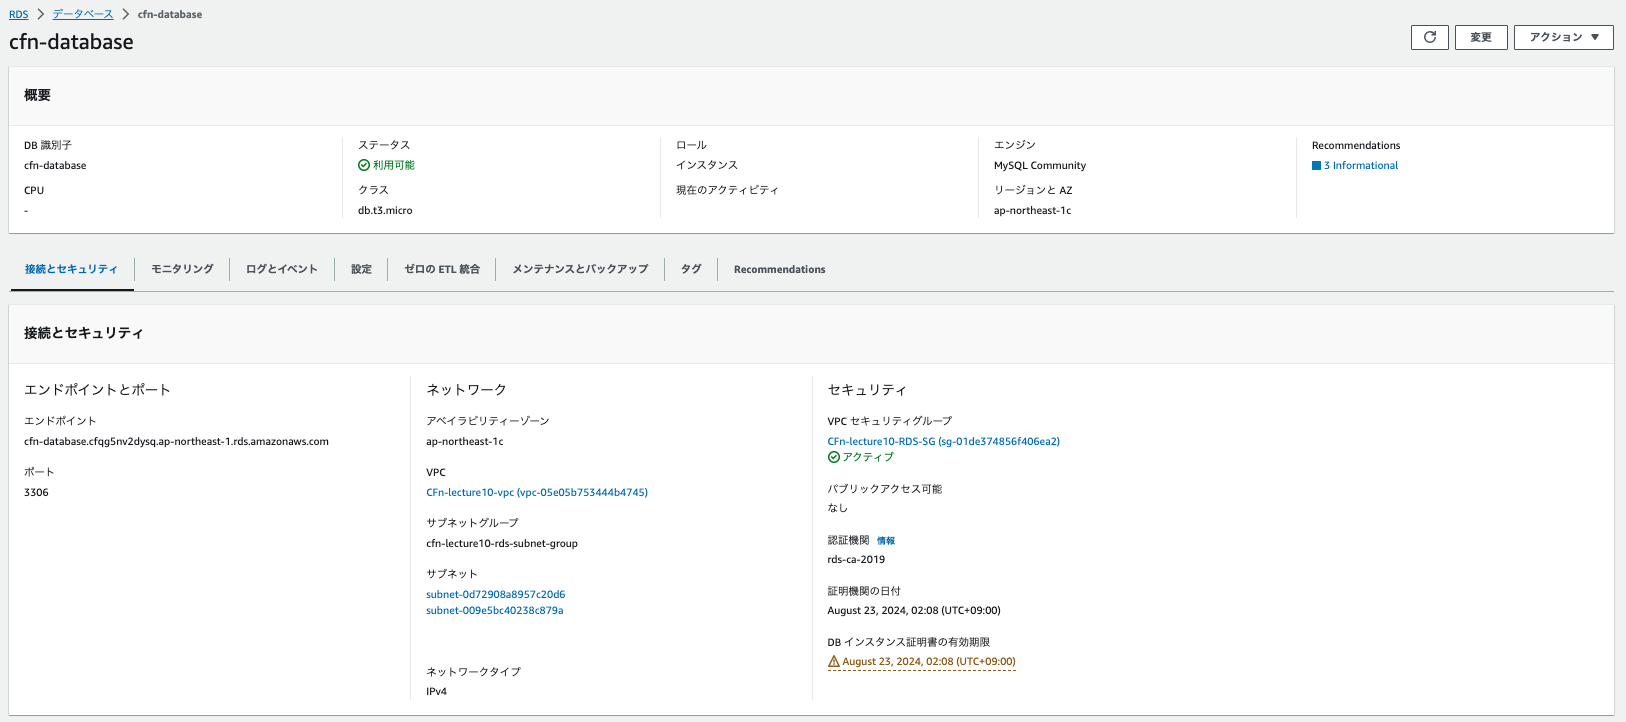 RDS > データベース > cfn-database
cfn-database
変更
アクション ▼
概要
DB 識別子
cfn-database
CPU
-
ステータス
利用可能
クラス
db.t3.micro
ロール
インスタンス
現在のアクティビティ
エンジン
MySQL Community
リージョンと AZ
ap-northeast-1c
Recommendations
3 Informational
接続とセキュリティ
モニタリング
ログとイベント
設定
ゼロの ETL 統合
メンテナンスとバックアップ
タグ
Recommendations
接続とセキュリティ
エンドポイントとポート
エンドポイント
cfn-database.cfqg5nv2dysq.ap-northeast-1.rds.amazonaws.com
ポート
3306
ネットワーク
アベイラビリティーゾーン
ap-northeast-1c
VPC
CFn-lecture10-vpc (vpc-05e05b753444b4745)
サブネットグループ
cfn-lecture10-rds-subnet-group
サブネット
subnet-0d72908a8957c20d6
subnet-009e5bc40238c879a
ネットワークタイプ
IPv4
セキュリティ
VPC セキュリティグループ
CFn-lecture10-RDS-SG (sg-01de374856f406ea2)
アクティブ
パブリックアクセス可能
なし
認証機関 情報
rds-ca-2019
証明機関の日付
August 23, 2024, 02:08 (UTC+09:00)
DB インスタンス証明書の有効期限
August 23, 2024, 02:08 (UTC+09:00)